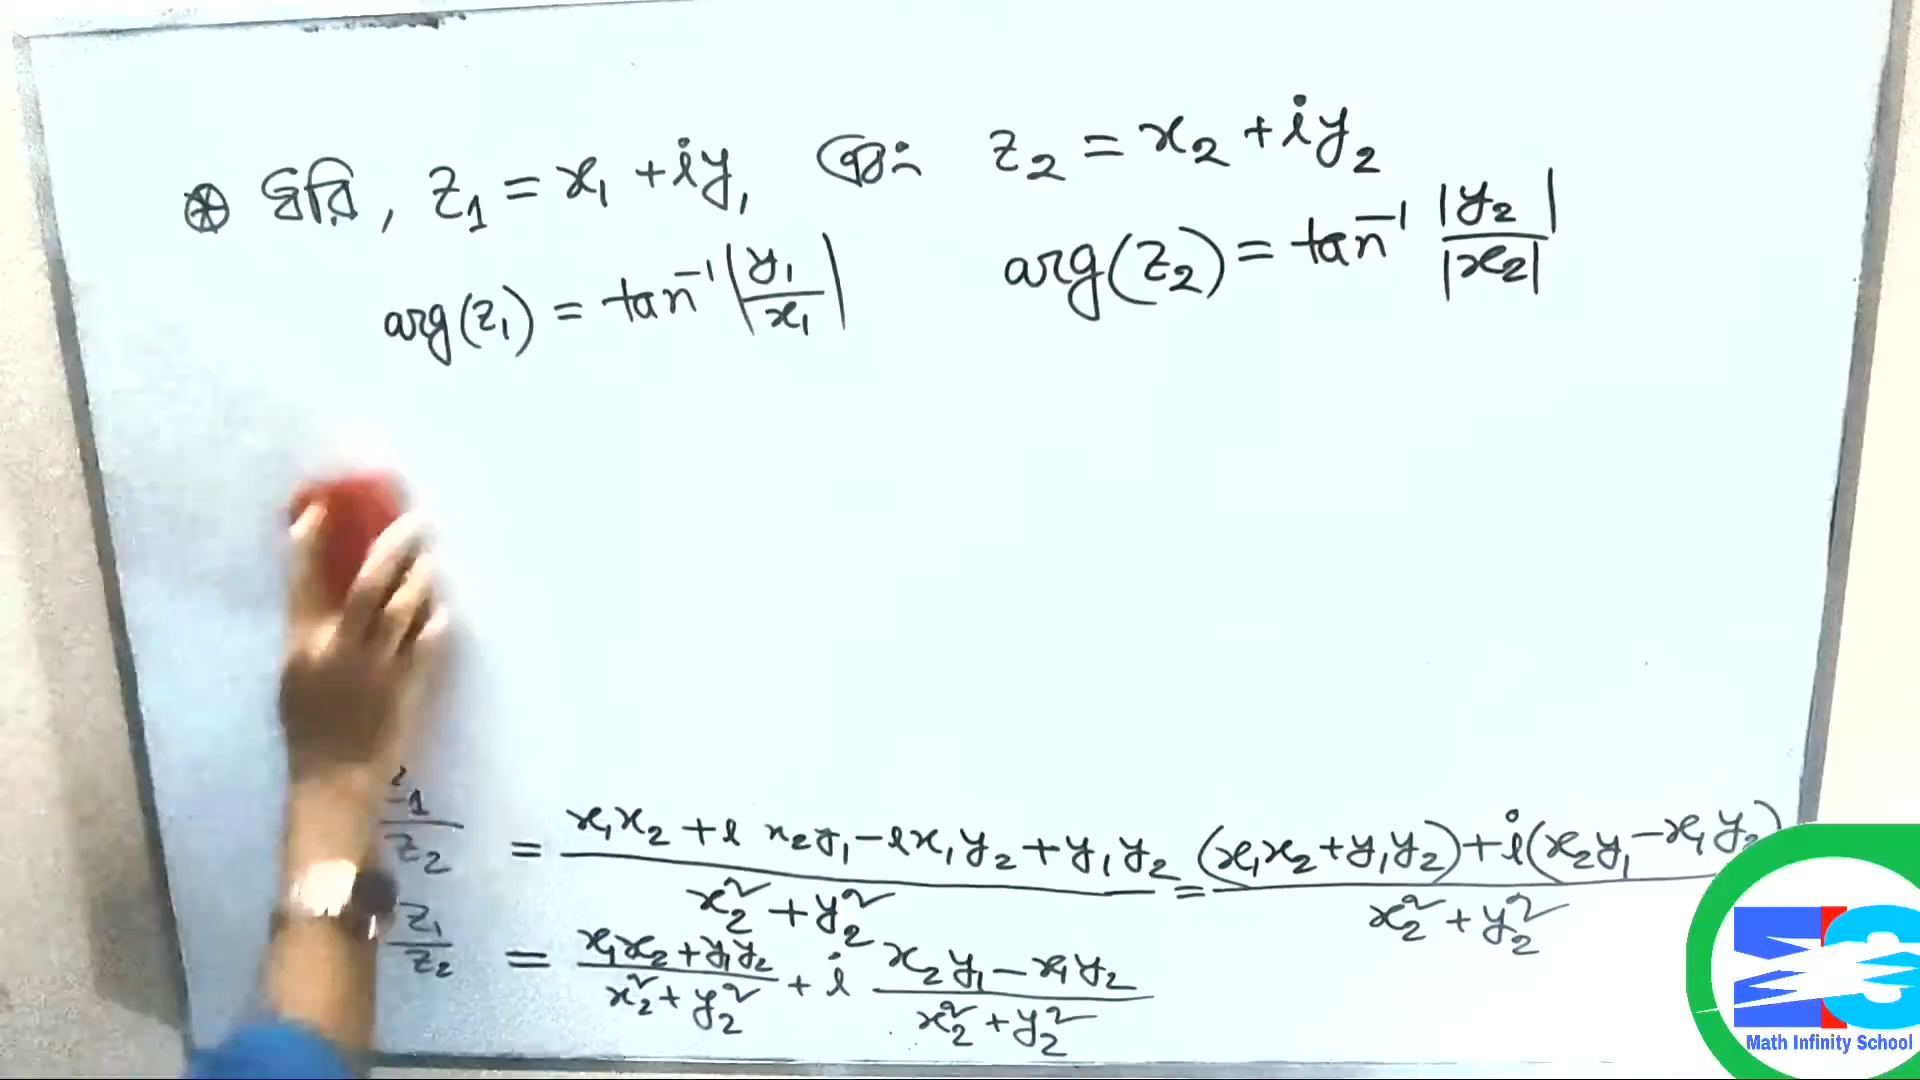 ⊛ ধরি, z₁ = x₁ + iy₁ এবং z₂ = x₂ + iy₂
arg(z₁) = tan⁻¹ |y₁/x₁| arg(z₂) = tan⁻¹ |y₂|/|x₂|
z₁/z₂ = (x₁x₂ + i x₂y₁ − ix₁y₂ + y₁y₂)/(x₂² + y₂²) = ((x₁x₂ + y₁y₂) + i(x₂y₁ − x₁y₂))/(x₂² + y₂²)
z₁/z₂ = (x₁x₂ + y₁y₂)/(x₂² + y₂²) + i (x₂y₁ − x₁y₂)/(x₂² + y₂²)
Math Infinity School